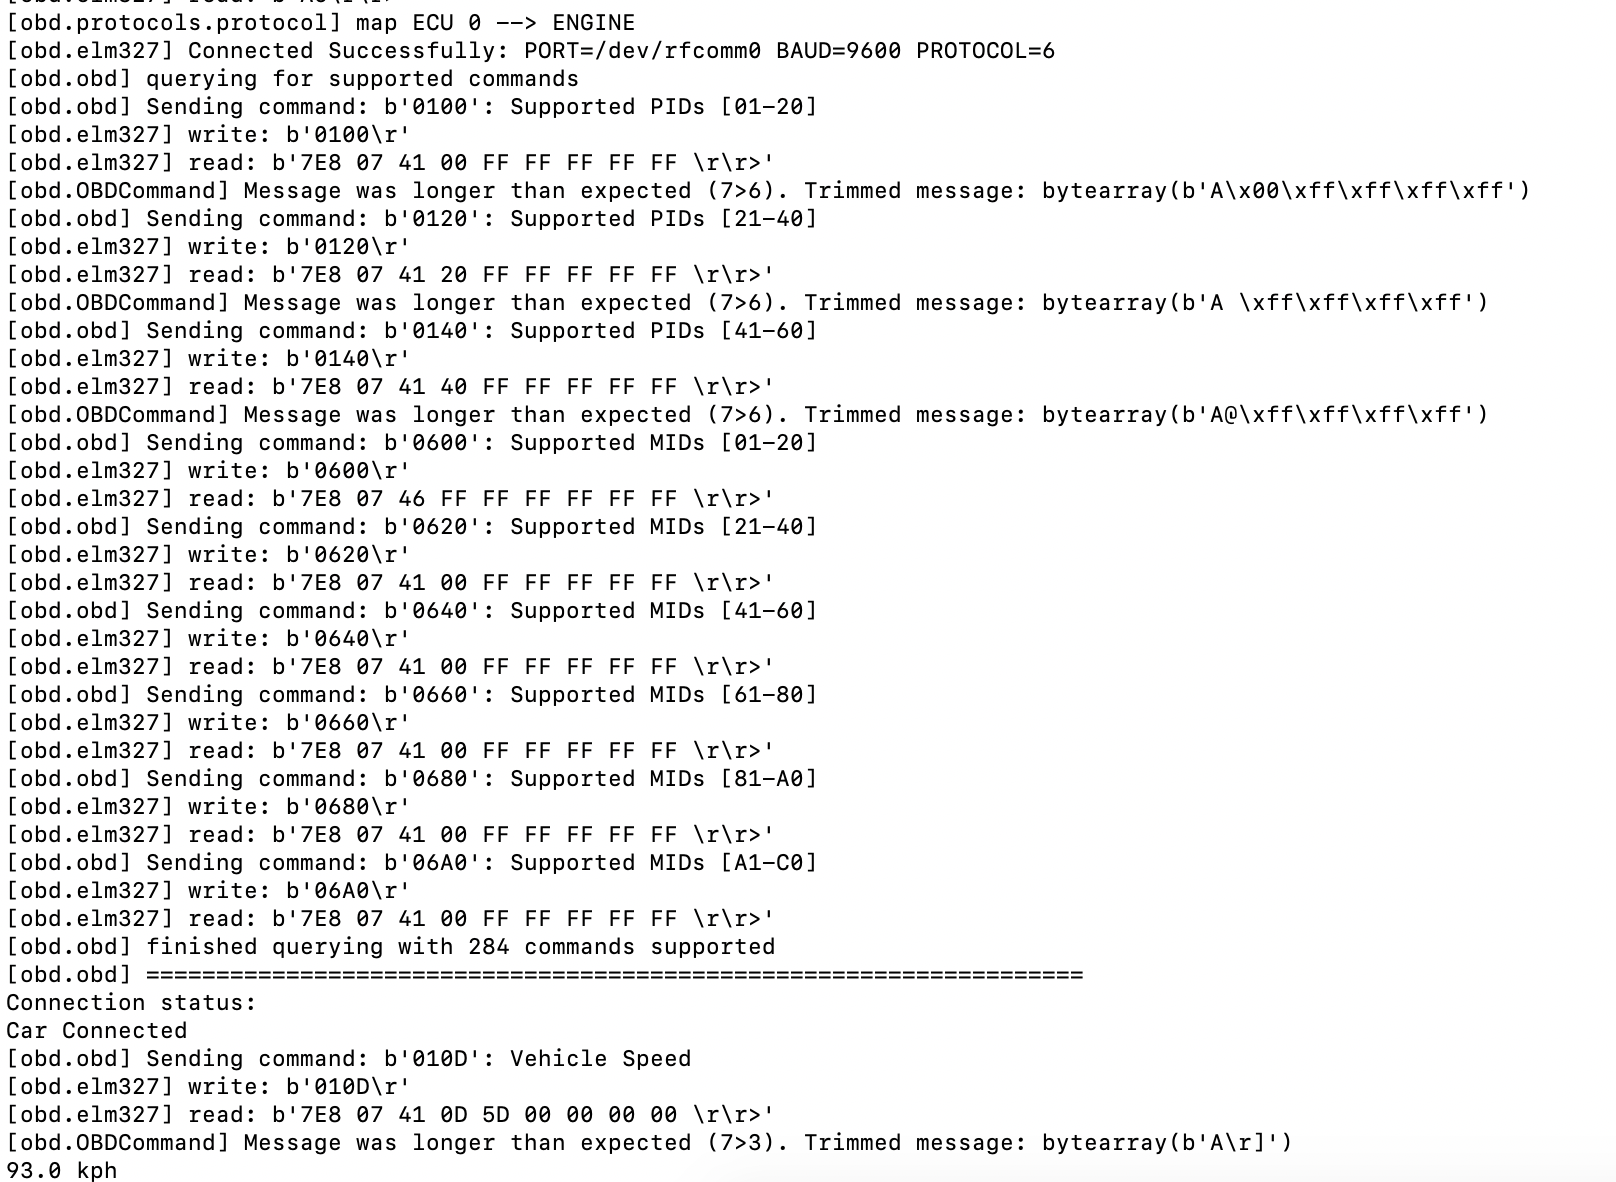 [obd.protocols.protocol] map ECU 0 --> ENGINE
[obd.elm327] Connected Successfully: PORT=/dev/rfcomm0 BAUD=9600 PROTOCOL=6
[obd.obd] querying for supported commands
[obd.obd] Sending command: b'0100': Supported PIDs [01-20]
[obd.elm327] write: b'0100\r'
[obd.elm327] read: b'7E8 07 41 00 FF FF FF FF FF \r\r>'
[obd.OBDCommand] Message was longer than expected (7>6). Trimmed message: bytearray(b'A\x00\xff\xff\xff\xff')
[obd.obd] Sending command: b'0120': Supported PIDs [21-40]
[obd.elm327] write: b'0120\r'
[obd.elm327] read: b'7E8 07 41 20 FF FF FF FF FF \r\r>'
[obd.OBDCommand] Message was longer than expected (7>6). Trimmed message: bytearray(b'A \xff\xff\xff\xff')
[obd.obd] Sending command: b'0140': Supported PIDs [41-60]
[obd.elm327] write: b'0140\r'
[obd.elm327] read: b'7E8 07 41 40 FF FF FF FF FF \r\r>'
[obd.OBDCommand] Message was longer than expected (7>6). Trimmed message: bytearray(b'A@\xff\xff\xff\xff')
[obd.obd] Sending command: b'0600': Supported MIDs [01-20]
[obd.elm327] write: b'0600\r'
[obd.elm327] read: b'7E8 07 46 FF FF FF FF FF FF \r\r>'
[obd.obd] Sending command: b'0620': Supported MIDs [21-40]
[obd.elm327] write: b'0620\r'
[obd.elm327] read: b'7E8 07 41 00 FF FF FF FF FF \r\r>'
[obd.obd] Sending command: b'0640': Supported MIDs [41-60]
[obd.elm327] write: b'0640\r'
[obd.elm327] read: b'7E8 07 41 00 FF FF FF FF FF \r\r>'
[obd.obd] Sending command: b'0660': Supported MIDs [61-80]
[obd.elm327] write: b'0660\r'
[obd.elm327] read: b'7E8 07 41 00 FF FF FF FF FF \r\r>'
[obd.obd] Sending command: b'0680': Supported MIDs [81-A0]
[obd.elm327] write: b'0680\r'
[obd.elm327] read: b'7E8 07 41 00 FF FF FF FF FF \r\r>'
[obd.obd] Sending command: b'06A0': Supported MIDs [A1-C0]
[obd.elm327] write: b'06A0\r'
[obd.elm327] read: b'7E8 07 41 00 FF FF FF FF FF \r\r>'
[obd.obd] finished querying with 284 commands supported
[obd.obd] ===================================================================
Connection status:
Car Connected
[obd.obd] Sending command: b'010D': Vehicle Speed
[obd.elm327] write: b'010D\r'
[obd.elm327] read: b'7E8 07 41 0D 5D 00 00 00 00 \r\r>'
[obd.OBDCommand] Message was longer than expected (7>3). Trimmed message: bytearray(b'A\r]')
93.0 kph